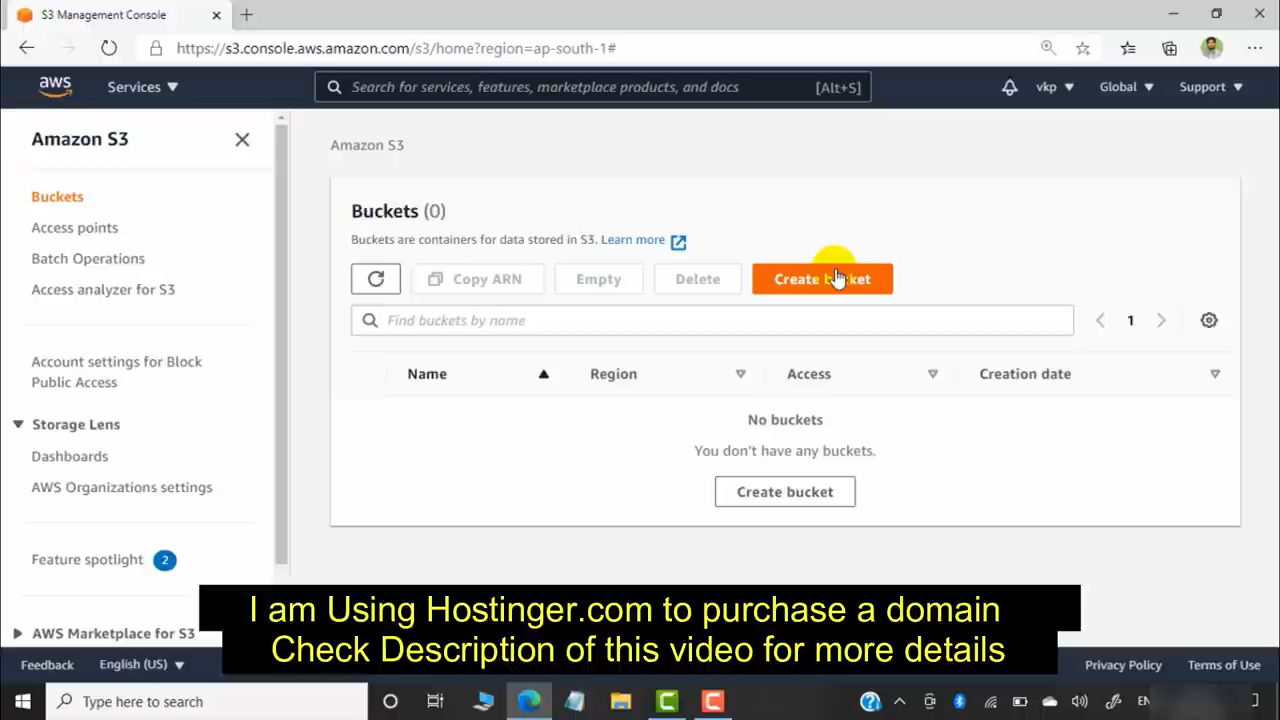 S3 Management Console
https://s3.console.aws.amazon.com/s3/home?region=ap-south-1#
aws
Services
Search for services, features, marketplace products, and docs
[Alt+S]
vkp
Global
Support
Amazon S3
Buckets
Access points
Batch Operations
Access analyzer for S3
Account settings for Block
Public Access
Storage Lens
Dashboards
AWS Organizations settings
Feature spotlight 2
AWS Marketplace for S3
Amazon S3
Buckets (0)
Buckets are containers for data stored in S3. Learn more
Copy ARN
Empty
Delete
Create bucket
Find buckets by name
1
Name
Region
Access
Creation date
No buckets
You don't have any buckets.
Create bucket
I am Using Hostinger.com to purchase a domain
Check Description of this video for more details
Feedback
English (US)
Privacy Policy
Terms of Use
Type here to search